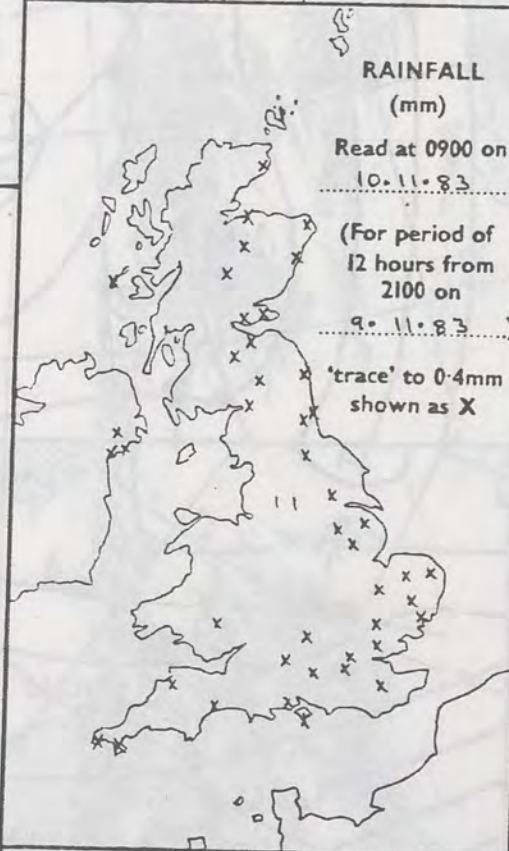 RAINFALL
(mm)
Read at 0900 on
10.11.83
(For period of
12 hours from
2100 on
9.11.83 )
'trace' to 0·4mm
shown as X
11